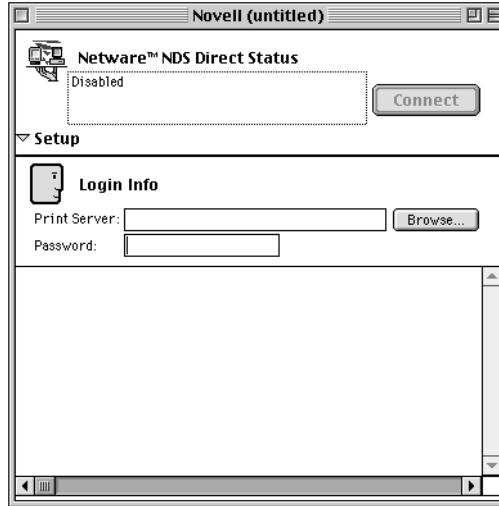 Novell (untitled)
Netware™ NDS Direct Status
Disabled
Connect
Setup
Login Info
Print Server:
Browse...
Password: